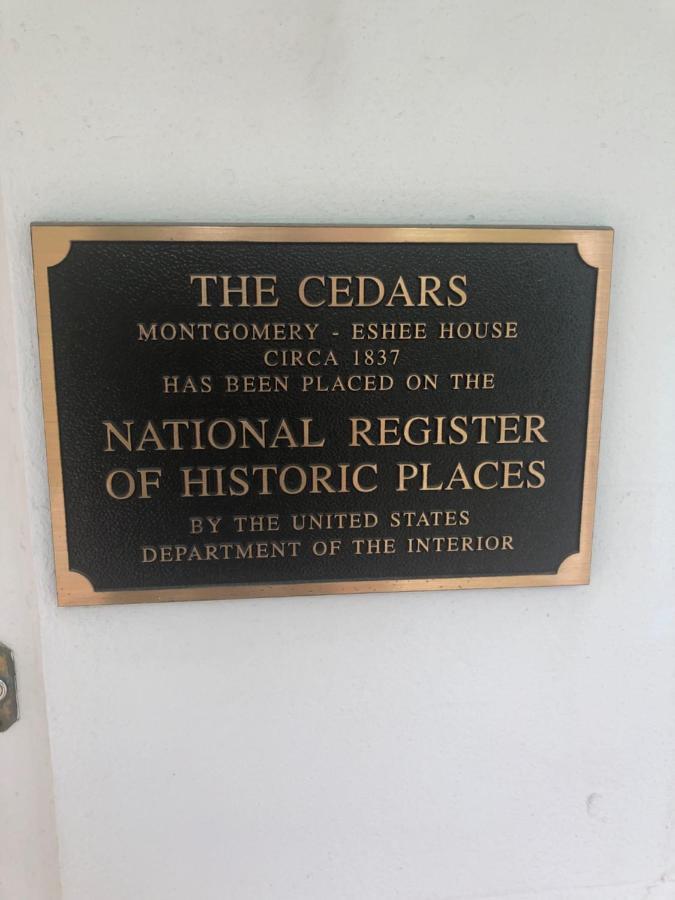 THE CEDARS
MONTGOMERY - ESHEE HOUSE
CIRCA 1837
HAS BEEN PLACED ON THE
NATIONAL REGISTER
OF HISTORIC PLACES
BY THE UNITED STATES
DEPARTMENT OF THE INTERIOR